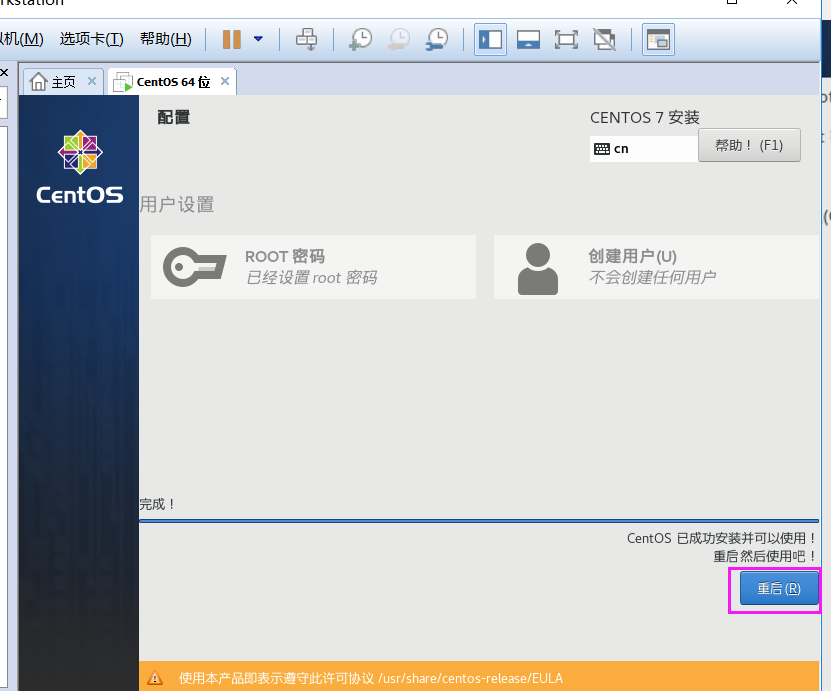 rkstation
机(M) 选项卡(T) 帮助(H)
主页 CentOS 64 位
配置
CENTOS 7 安装
cn
帮助！ (F1)
CentOS
用户设置
ROOT 密码
已经设置 root 密码
创建用户(U)
不会创建任何用户
完成！
CentOS 已成功安装并可以使用！
重启然后使用吧！
重启(R)
使用本产品即表示遵守此许可协议 /usr/share/centos-release/EULA